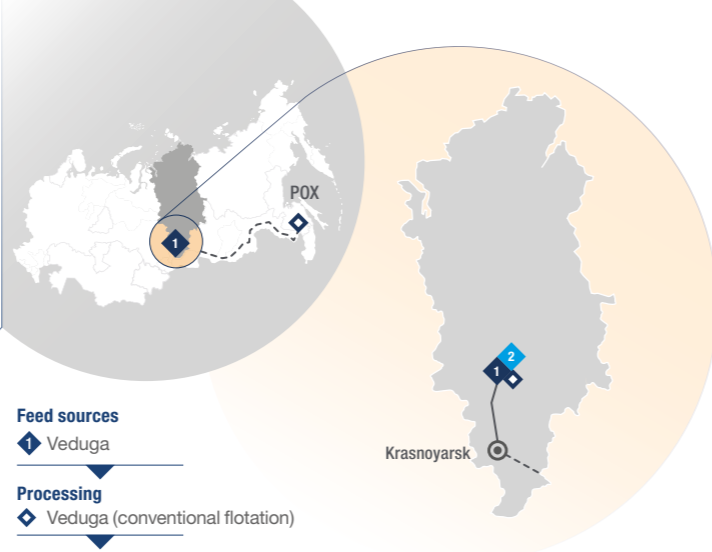 POX
1
2
1
Krasnoyarsk
Feed sources
1 Veduga
Processing
Veduga (conventional flotation)